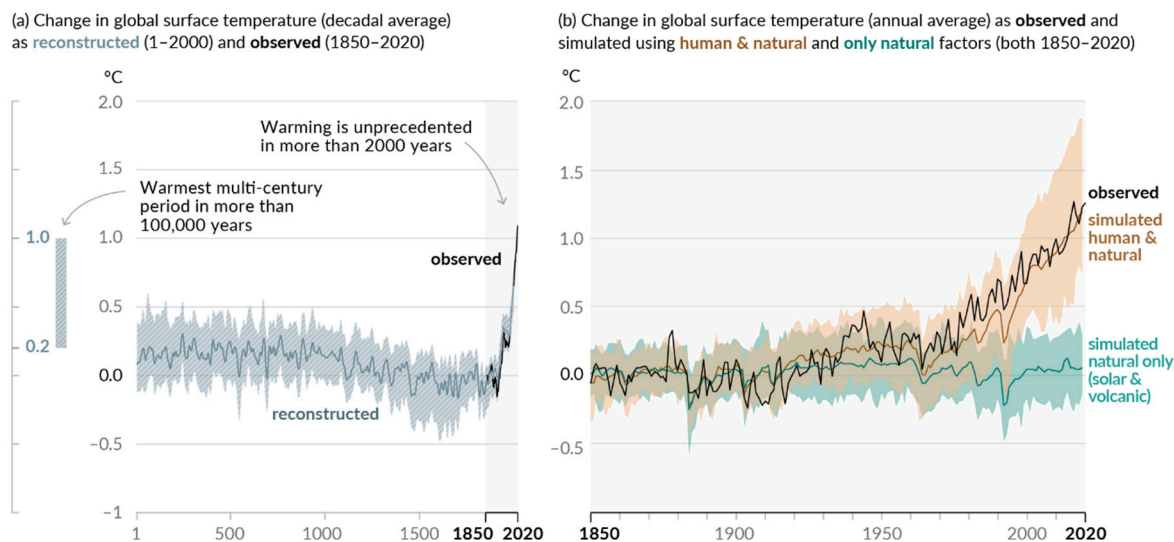 (a) Change in global surface temperature (decadal average)
as reconstructed (1–2000) and observed (1850–2020)
°C
2.0
1.5
1.0
0.5
0.0
–0.5
–1
1.0
0.2
Warming is unprecedented
in more than 2000 years
Warmest multi-century
period in more than
100,000 years
observed
reconstructed
1
500
1000
1500
1850
2020
(b) Change in global surface temperature (annual average) as observed and
simulated using human & natural and only natural factors (both 1850–2020)
°C
2.0
1.5
1.0
0.5
0.0
–0.5
observed
simulated
human &
natural
simulated
natural only
(solar &
volcanic)
1850
1900
1950
2000
2020